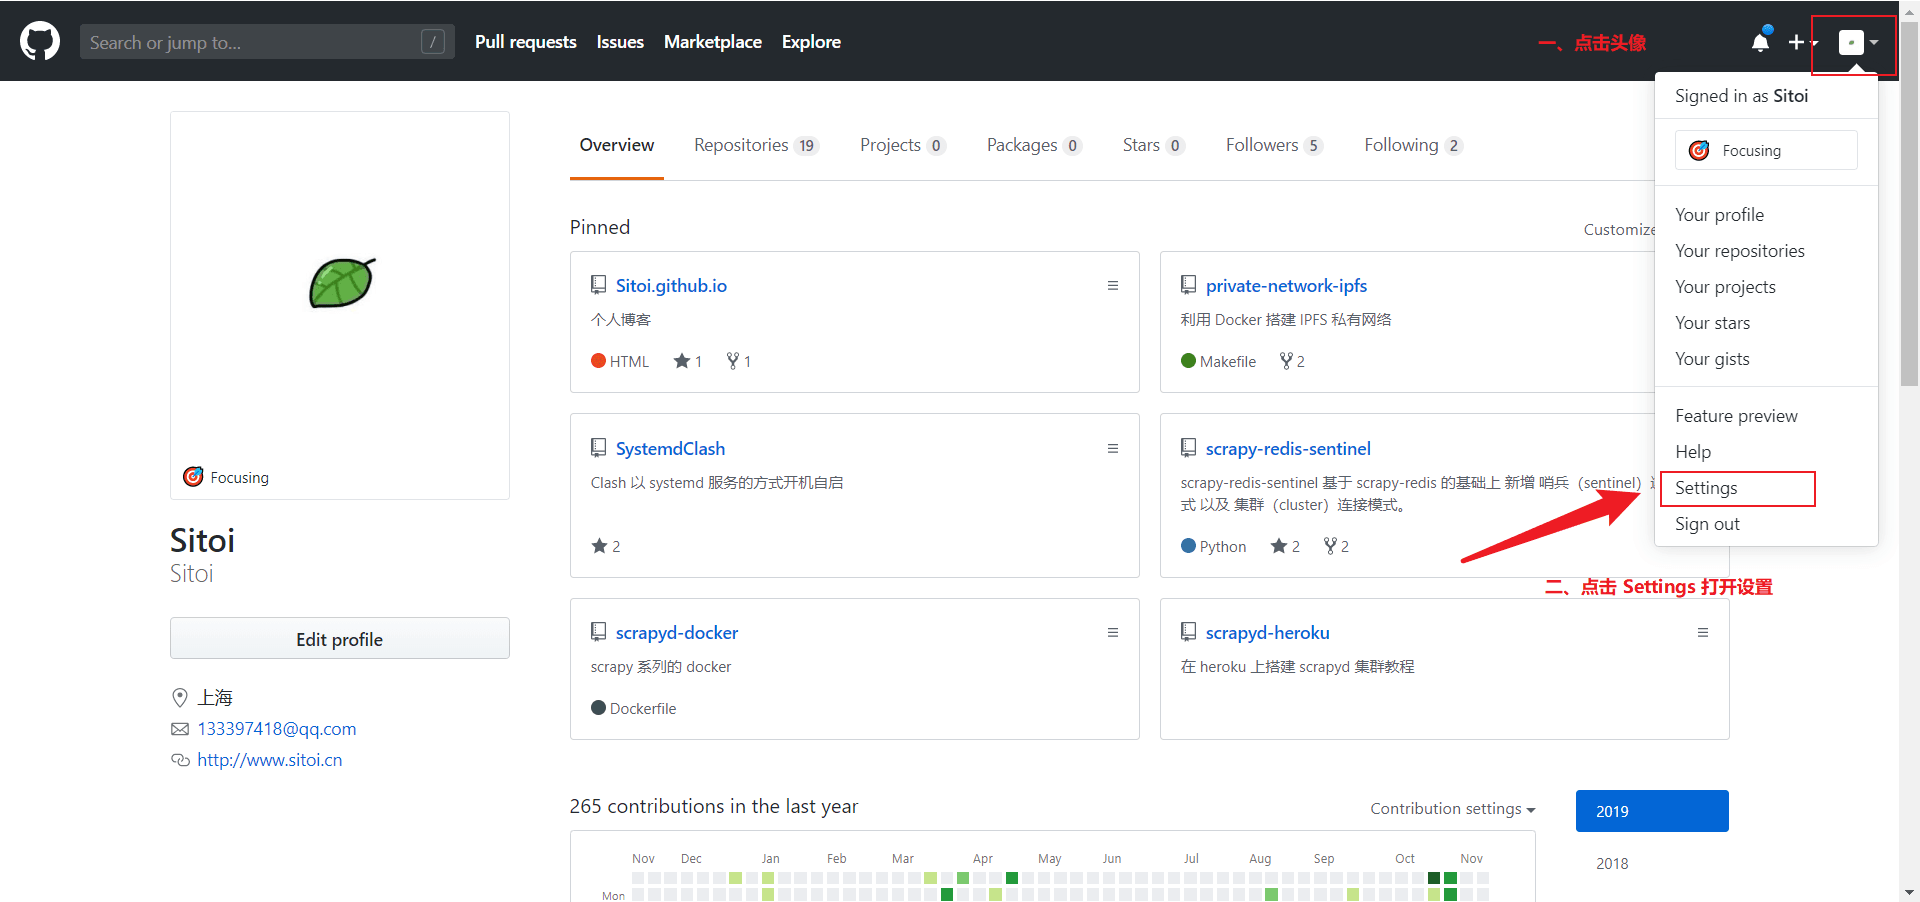 Search or jump to...
/
Pull requests
Issues
Marketplace
Explore
一、点击头像
Signed in as Sitoi
Focusing
Your profile
Your repositories
Your projects
Your stars
Your gists
Feature preview
Help
Settings
Sign out
二、点击 Settings 打开设置
Overview
Repositories 19
Projects 0
Packages 0
Stars 0
Followers 5
Following 2
Focusing
Sitoi
Sitoi
Edit profile
上海
133397418@qq.com
http://www.sitoi.cn
Pinned
Customize
Sitoi.github.io
个人博客
HTML 1 1
private-network-ipfs
利用 Docker 搭建 IPFS 私有网络
Makefile 2
SystemdClash
Clash 以 systemd 服务的方式开机自启
2
scrapy-redis-sentinel
scrapy-redis-sentinel 基于 scrapy-redis 的基础上 新增 哨兵（sentinel）
式 以及 集群（cluster）连接模式。
Python 2 2
scrapyd-docker
scrapy 系列的 docker
Dockerfile
scrapyd-heroku
在 heroku 上搭建 scrapyd 集群教程
265 contributions in the last year
Contribution settings
2019
2018
Nov Dec Jan Feb Mar Apr May Jun Jul Aug Sep Oct Nov
Mon